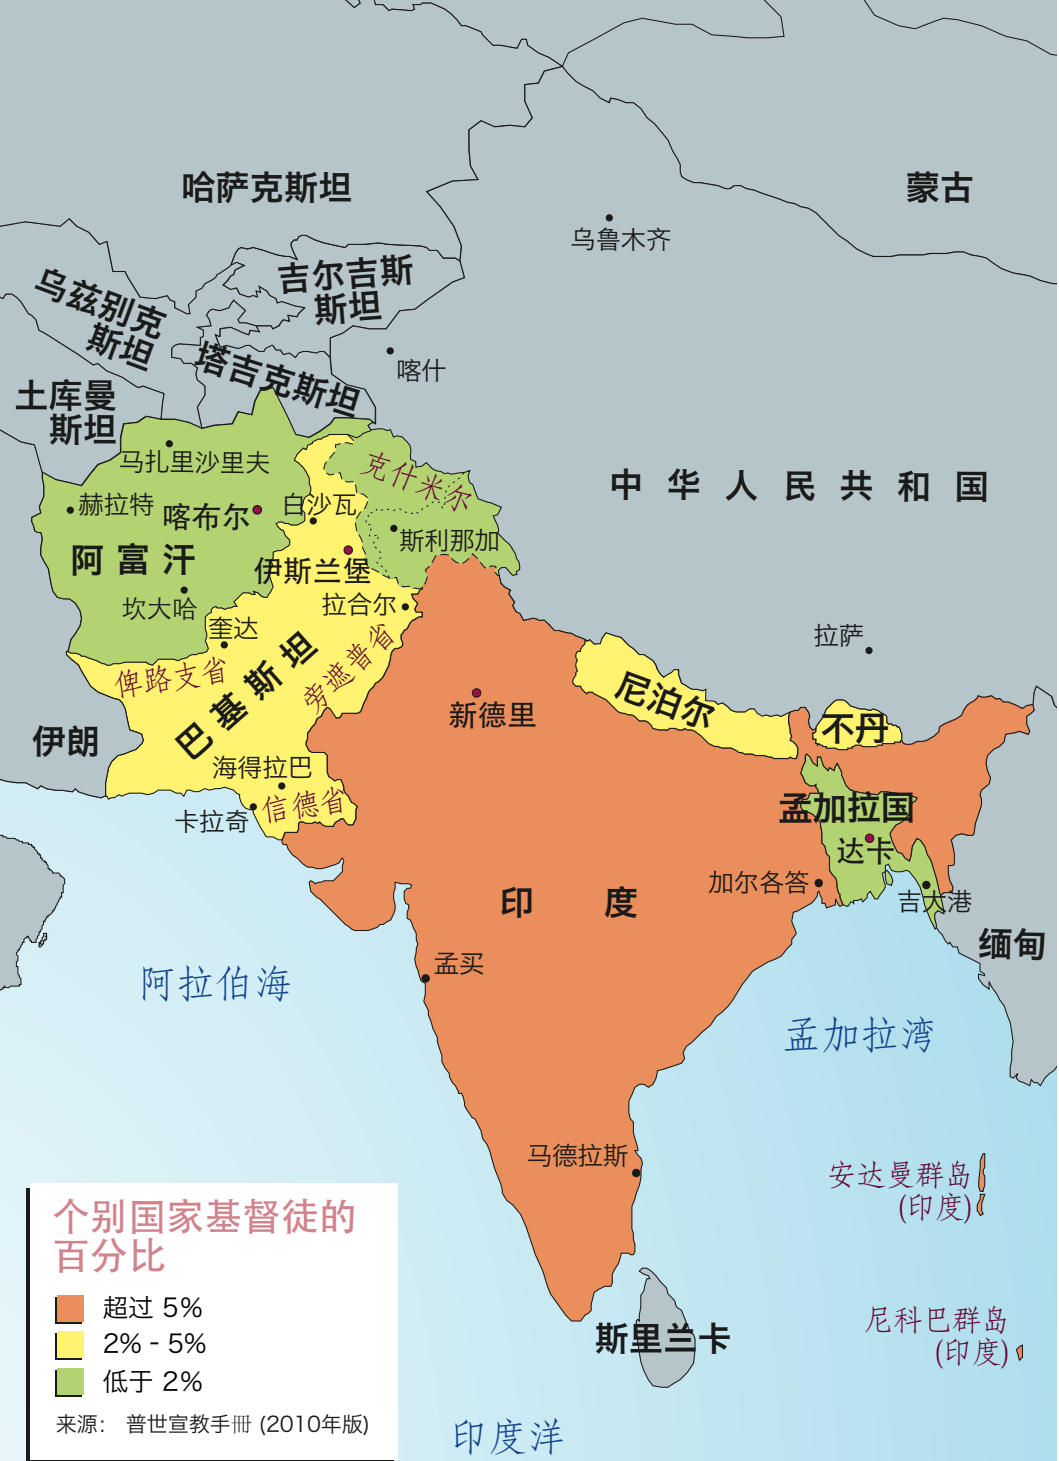 哈萨克斯坦
蒙古
乌鲁木齐
吉尔吉斯
斯坦
乌兹别克
斯坦
塔吉克斯坦
喀什
土库曼
斯坦
马扎里沙里夫
克什米尔
中华人民共和国
赫拉特
喀布尔
白沙瓦
斯利那加
阿富汗
伊斯兰堡
坎大哈
拉合尔
奎达
拉萨
俾路支省
巴基斯坦
旁遮普省
尼泊尔
新德里
不丹
伊朗
海得拉巴
信德省
卡拉奇
孟加拉国
达卡
加尔各答
吉大港
印度
缅甸
孟买
阿拉伯海
孟加拉湾
马德拉斯
安达曼群岛
(印度)
尼科巴群岛
(印度)
斯里兰卡
印度洋
个别国家基督徒的
百分比
超过 5%
2% - 5%
低于 2%
来源： 普世宣教手冊 (2010年版)